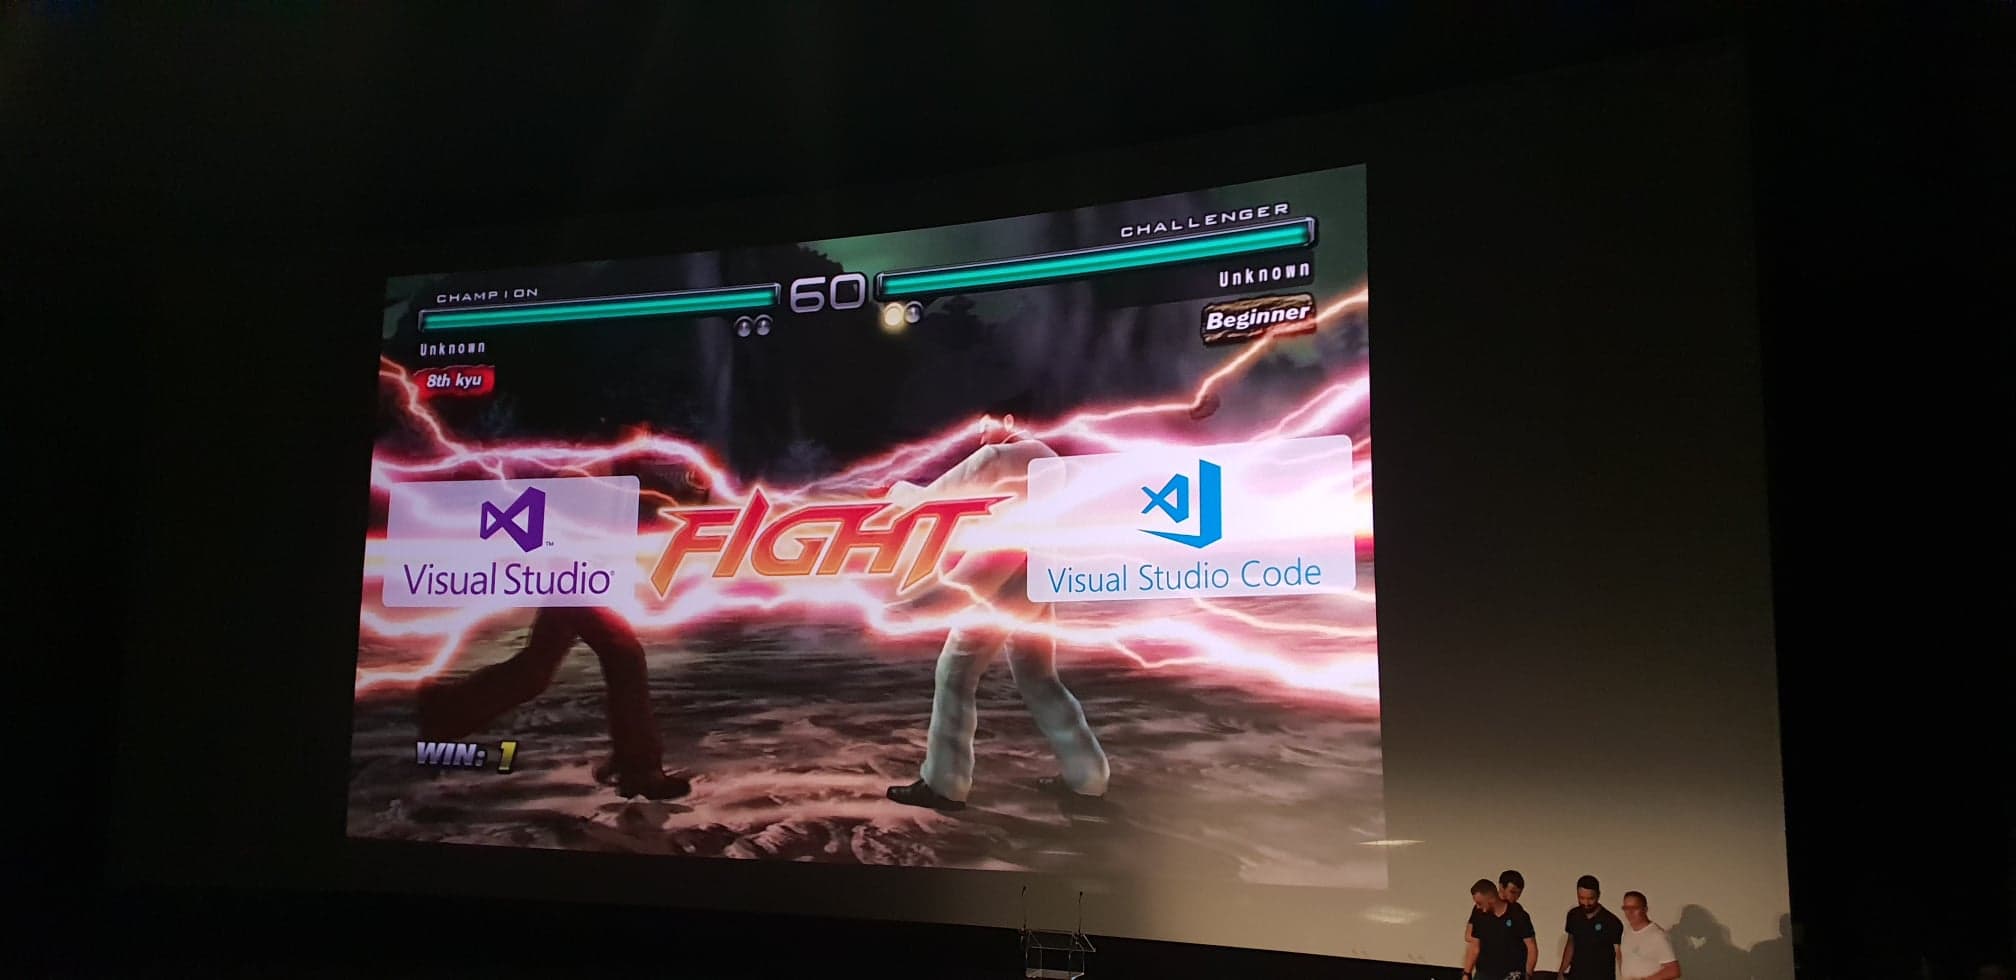 CHALLENGER
CHAMPION
60
Unknown
Unknown
Beginner
8th kyu
FIGHT
Visual Studio
Visual Studio Code
WIN: 1